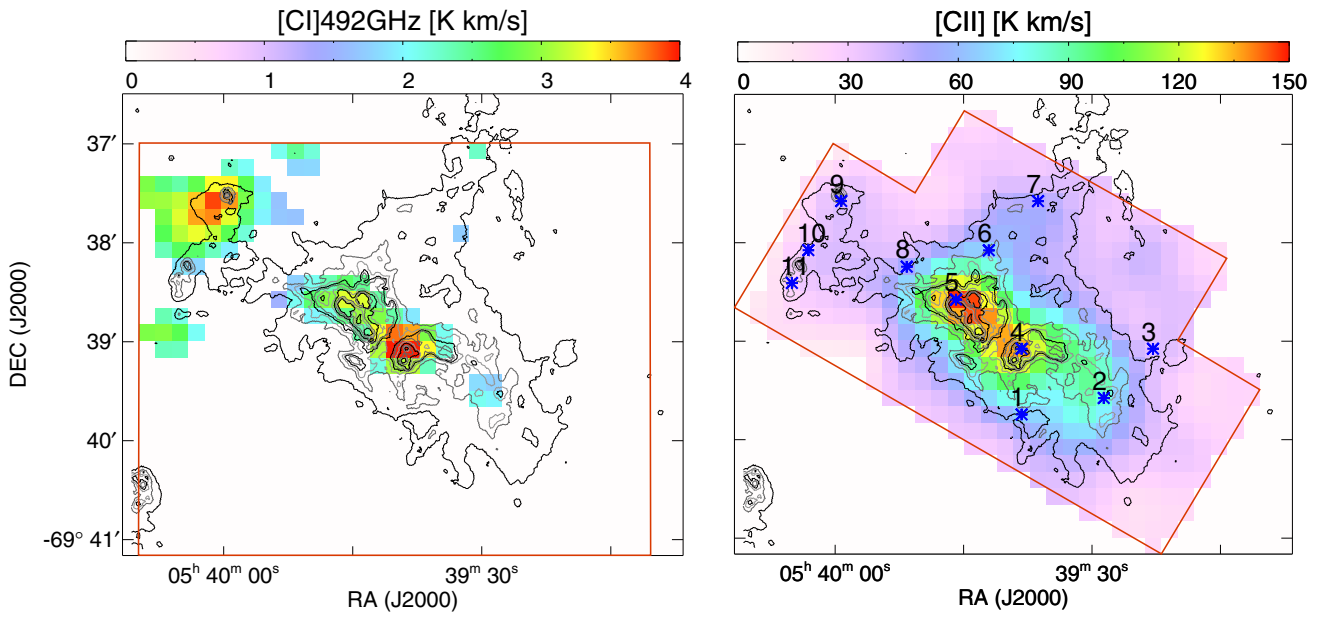 [CI]492GHz [K km/s]
0 1 2 3 4
37′
38′
39′
40′
-69° 41′
DEC (J2000)
05ʰ 40ᵐ 00ˢ 39ᵐ 30ˢ
RA (J2000)
[CII] [K km/s]
0 30 60 90 120 150
9
7
10
6
8
11
5
4
3
2
1
05ʰ 40ᵐ 00ˢ 39ᵐ 30ˢ
RA (J2000)